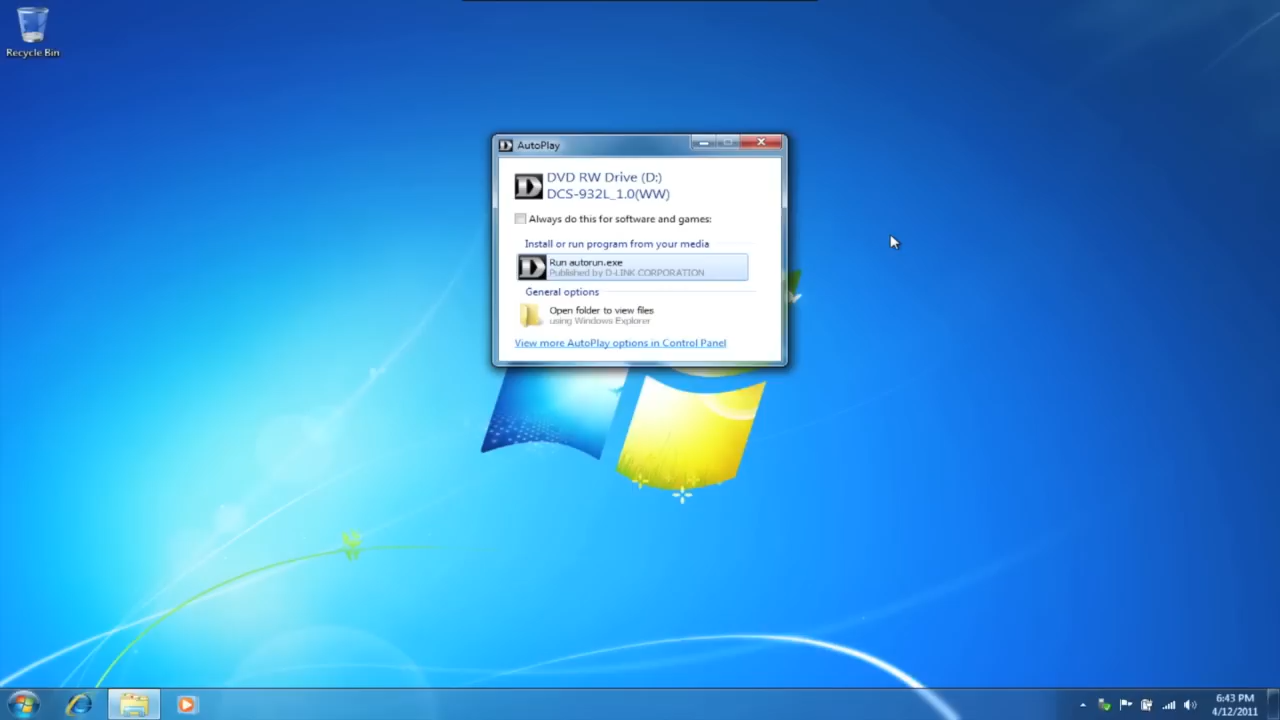 Recycle Bin
AutoPlay
DVD RW Drive (D:)
DCS-932L_1.0(WW)
Always do this for software and games:
Install or run program from your media
Run autorun.exe
Published by D-LINK CORPORATION
General options
Open folder to view files
using Windows Explorer
View more AutoPlay options in Control Panel
6:43 PM
4/12/2011